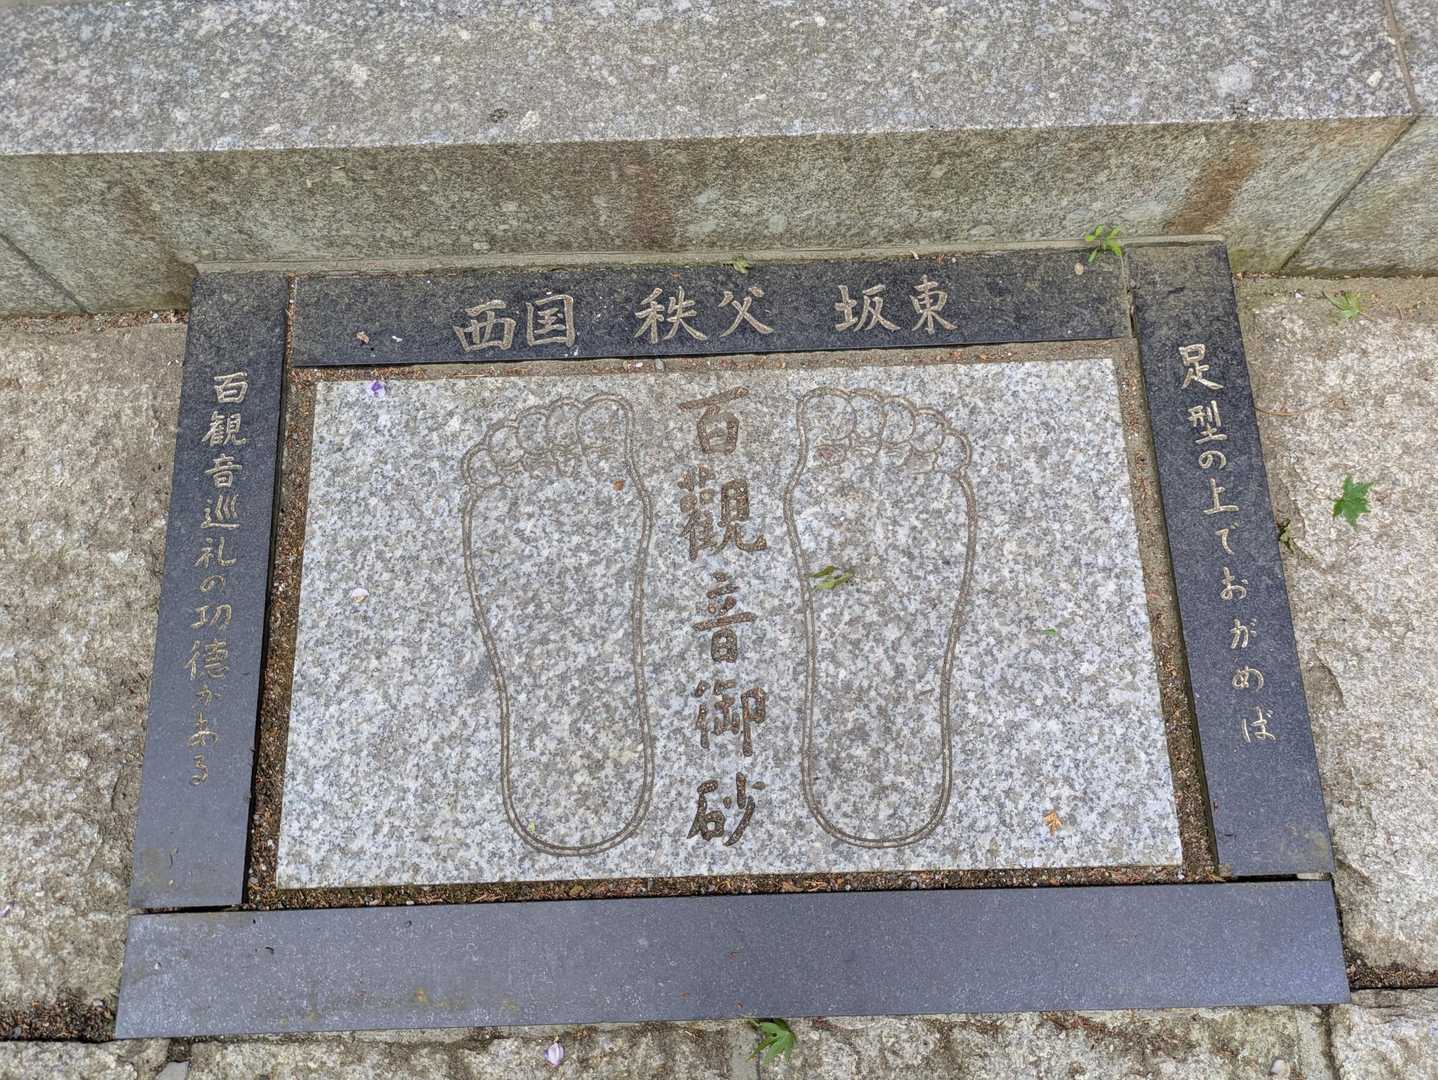 西国 秩父 坂東
足型の上でおがめば
百觀音御砂
百観音巡礼の功徳がある